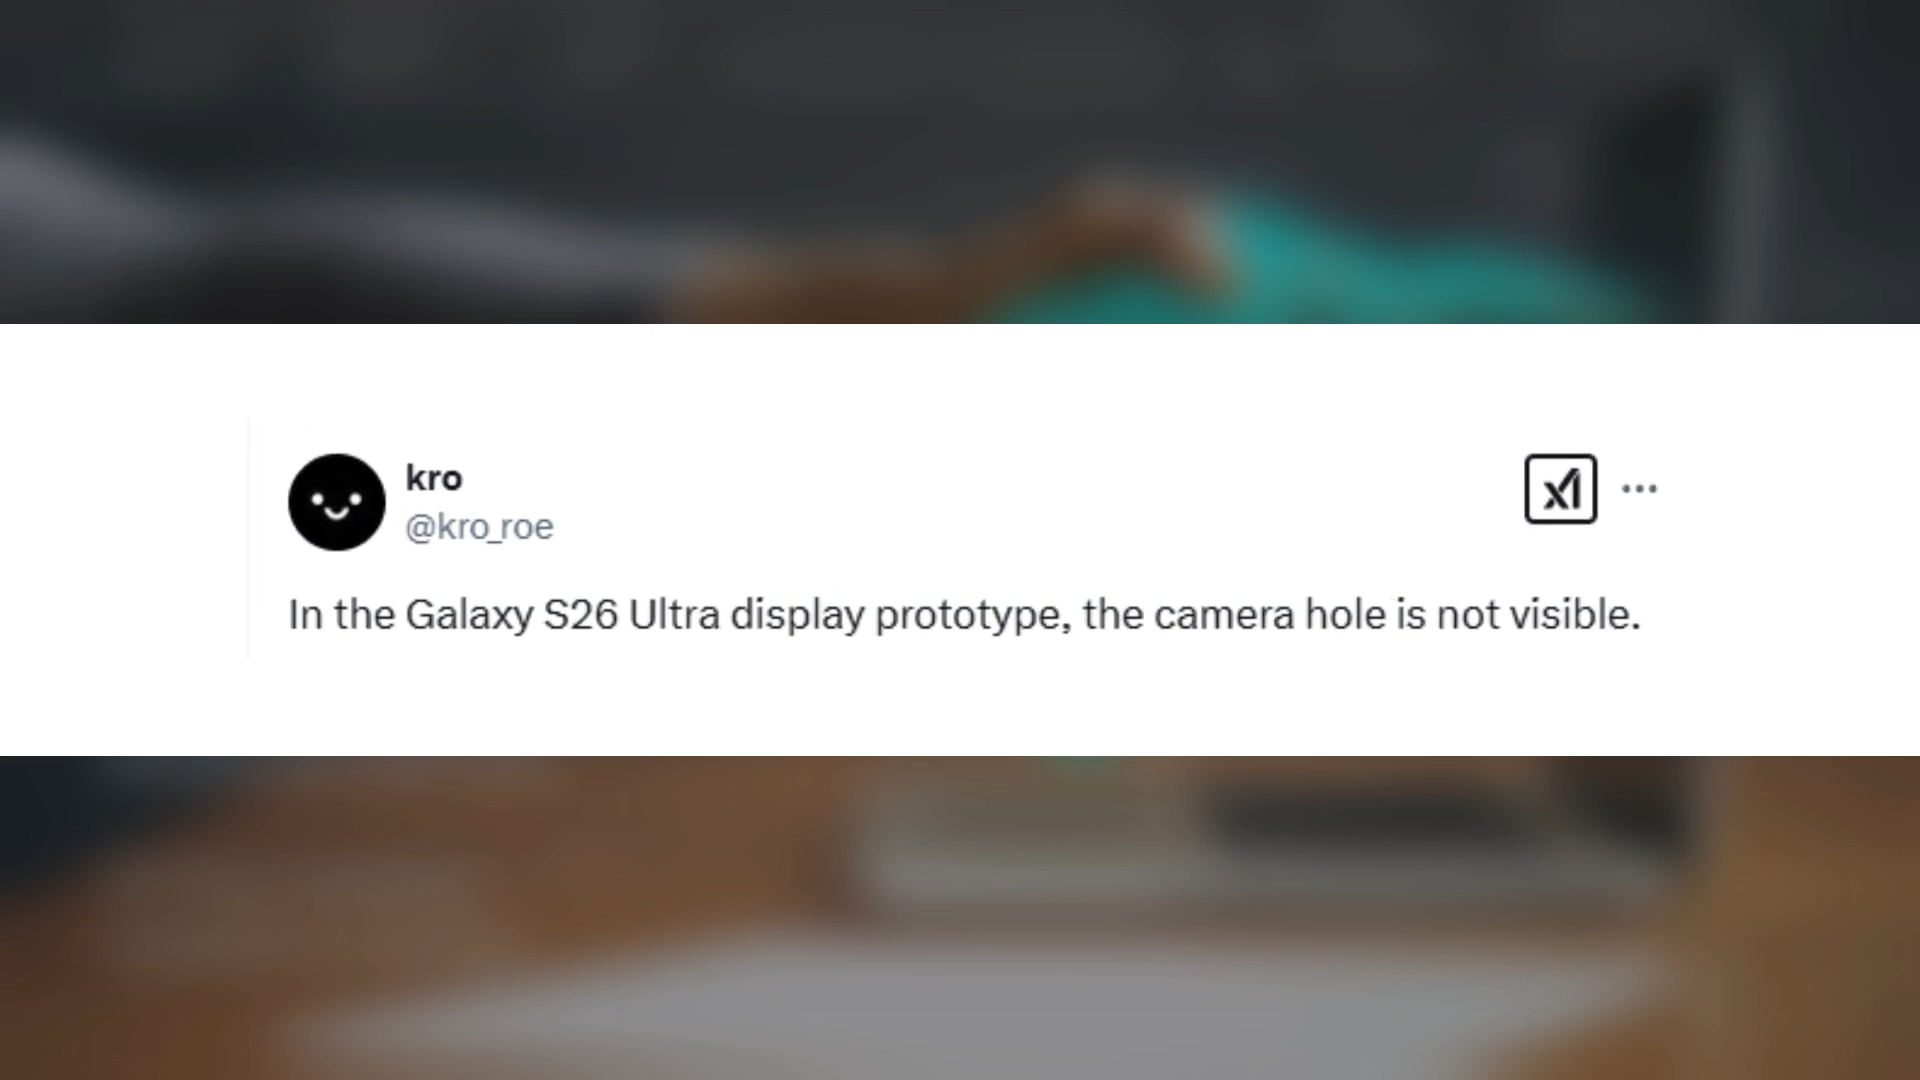 kro
@kro_roe
In the Galaxy S26 Ultra display prototype, the camera hole is not visible.